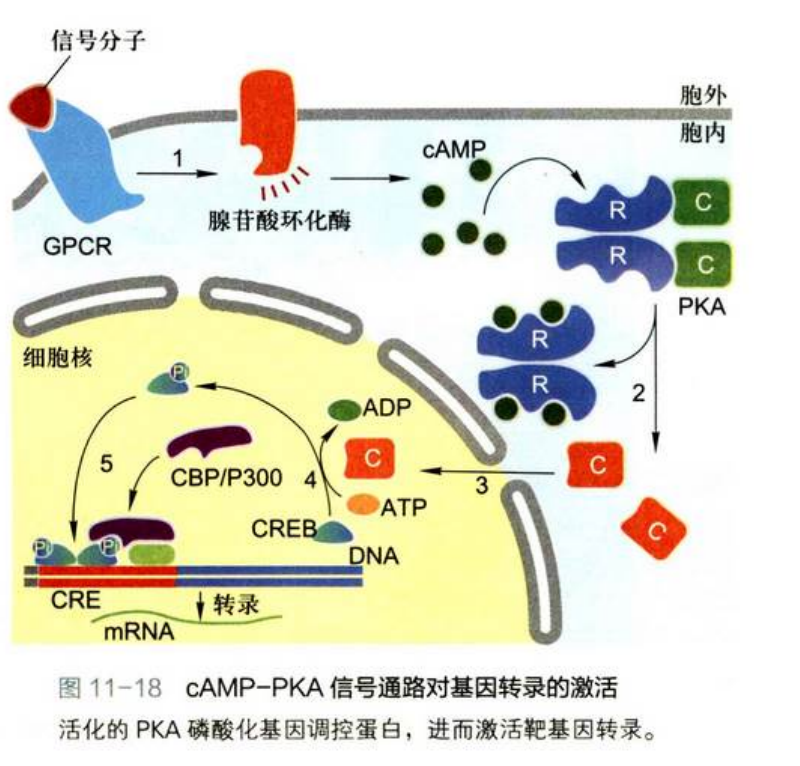 信号分子
胞外
胞内
1
cAMP
腺苷酸环化酶
GPCR
R
C
R
C
PKA
细胞核
R
R
2
Pi
ADP
C
C
3
5
CBP/P300
4
ATP
C
CREB
DNA
Pi
Pi
CRE
转录
mRNA
图 11-18 cAMP-PKA 信号通路对基因转录的激活
活化的 PKA 磷酸化基因调控蛋白，进而激活靶基因转录。